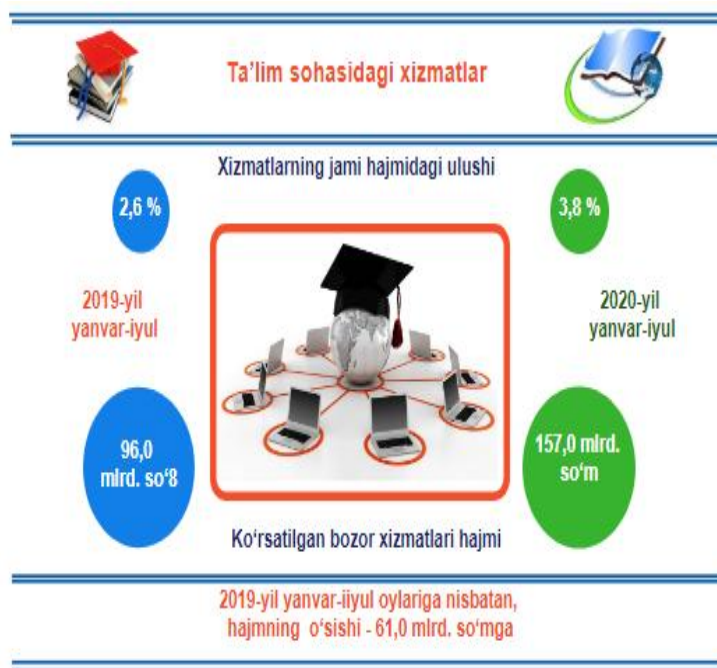 Ta’lim sohasidagi xizmatlar
Xizmatlarning jami hajmidagi ulushi
2,6 %
3,8 %
2019-yil
yanvar-iyul
2020-yil
yanvar-iyul
96,0
mlrd. so‘8
157,0 mlrd.
so‘m
Ko‘rsatilgan bozor xizmatlari hajmi
2019-yil yanvar-iiyul oylariga nisbatan,
hajmning o‘sishi - 61,0 mlrd. so‘mga